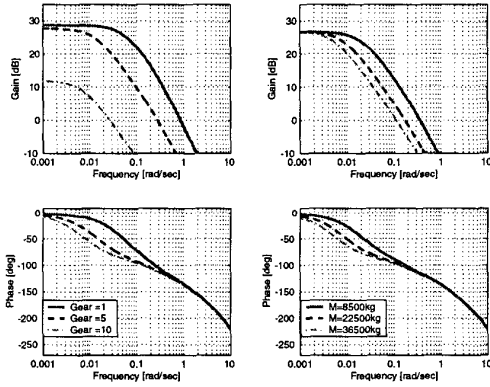 Gain [dB]
30
20
10
0
-10
0.001 0.01 0.1 1 10
Frequency [rad/sec]
Gain [dB]
30
20
10
0
-10
0.001 0.01 0.1 1 10
Frequency [rad/sec]
Phase [deg]
0
-50
-100
-150
-200
-250
Gear =1
Gear =5
Gear =10
0.001 0.01 0.1 1 10
Frequency [rad/sec]
Phase [deg]
0
-50
-100
-150
-200
-250
M=8500kg
M=22500kg
M=36500kg
0.001 0.01 0.1 1 10
Frequency [rad/sec]